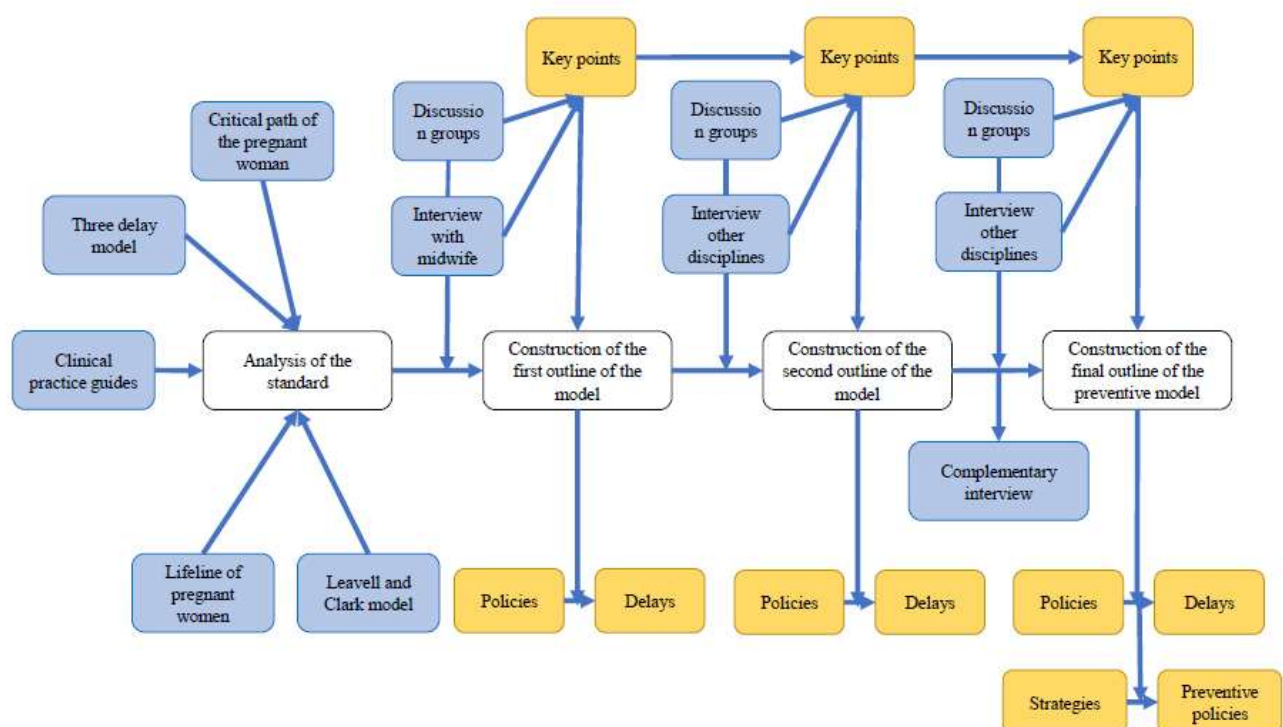 Key points
Key points
Key points
Critical path of
the pregnant
woman
Discussio
n groups
Discussio
n groups
Discussio
n groups
Three delay
model
Interview
with
midwife
Interview
other
disciplines
Interview
other
disciplines
Clinical
practice guides
Analysis of the
standard
Construction of the
first outline of the
model
Construction of the
second outline of the
model
Construction of the
final outline of the
preventive model
Complementary
interview
Lifeline of
pregnant
women
Leavell and
Clark model
Policies
Delays
Policies
Delays
Policies
Delays
Strategies
Preventive
policies